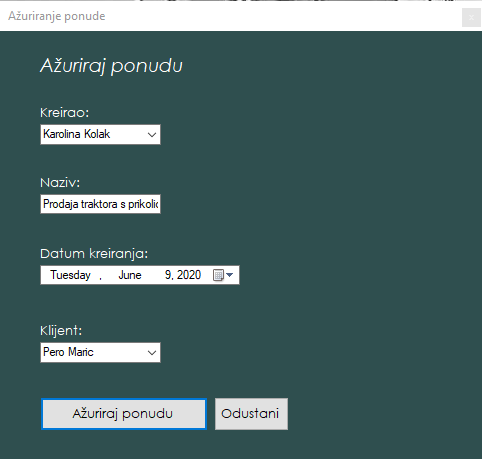 Ažuriranje ponude
Ažuriraj ponudu
Kreirao:
Karolina Kolak
Naziv:
Prodaja traktora s
Datum kreiranja:
Tuesday , June 9, 2020
Klijent:
Pero Maric
Ažuriraj ponudu Odustani